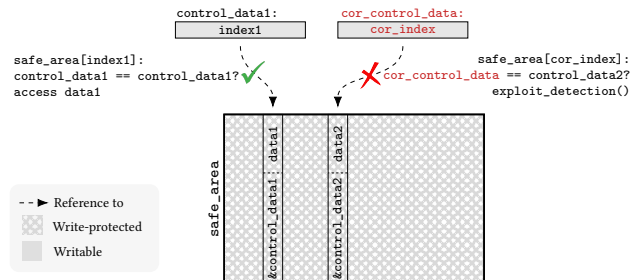 control_data1:
index1
cor_control_data:
cor_index
safe_area[index1]:
control_data1 == control_data1?
access data1
safe_area[cor_index]:
cor_control_data == control_data2?
exploit_detection()
safe_area
&control_data1: data1
&control_data2: data2
Reference to
Write-protected
Writable